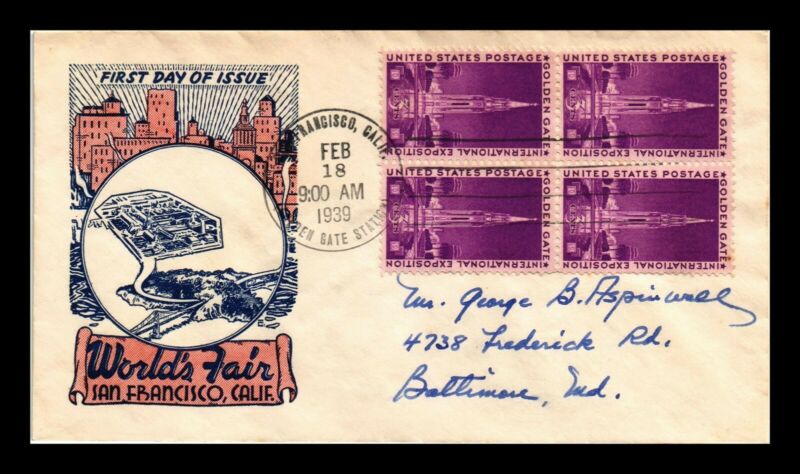 FIRST DAY OF ISSUE
World's Fair
SAN FRANCISCO, CALIF.
FRANCISCO, CALIF.
FEB
18
9:00 AM
1939
GATE STATION
UNITED STATES POSTAGE
GOLDEN GATE
INTERNATIONAL EXPOSITION
UNITED STATES POSTAGE
GOLDEN GATE
INTERNATIONAL EXPOSITION
UNITED STATES POSTAGE
GOLDEN GATE
INTERNATIONAL EXPOSITION
UNITED STATES POSTAGE
GOLDEN GATE
INTERNATIONAL EXPOSITION
Mr. George B. Aspinwall
4738 Frederick Rd.
Baltimore, Md.